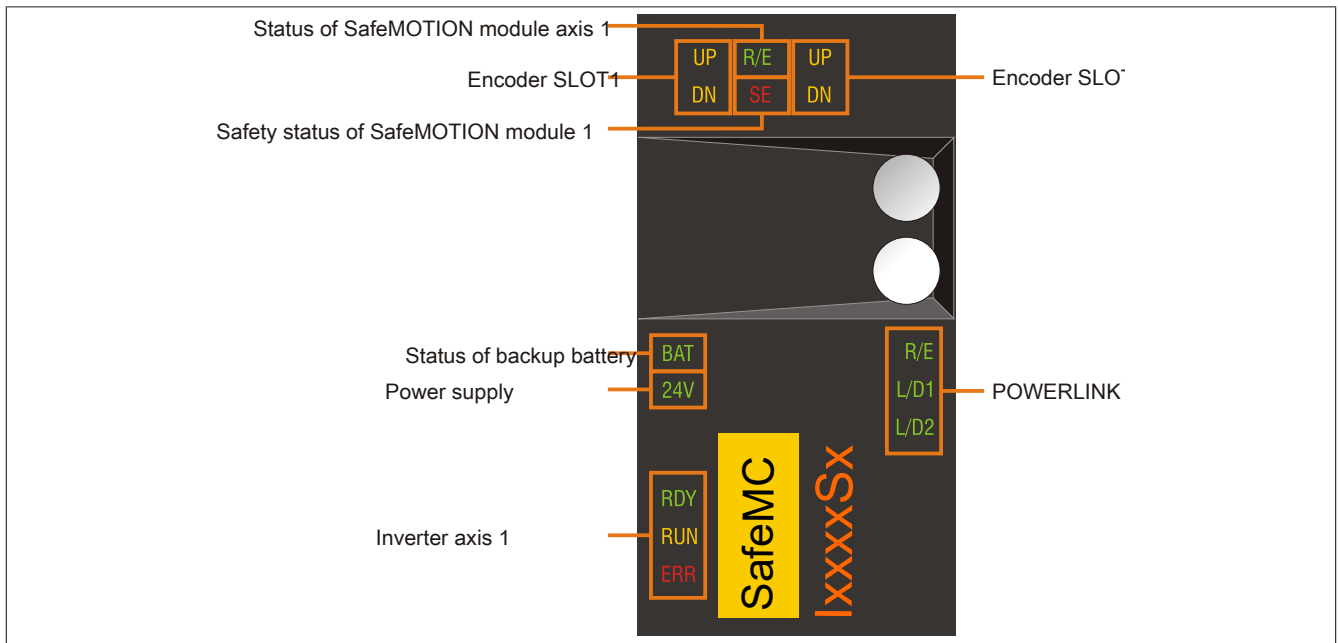 Status of SafeMOTION module axis 1
UP R/E UP
Encoder SLOT1
Encoder
DN SE DN
Safety status of SafeMOTION module 1
Status of backup battery
BAT
R/E
Power supply
24V
L/D1
POWERLINK
L/D2
SafeMC
IxxxxSx
RDY
Inverter axis 1
RUN
ERR